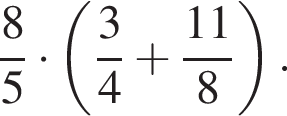 8/5 · (3/4 + 11/8).